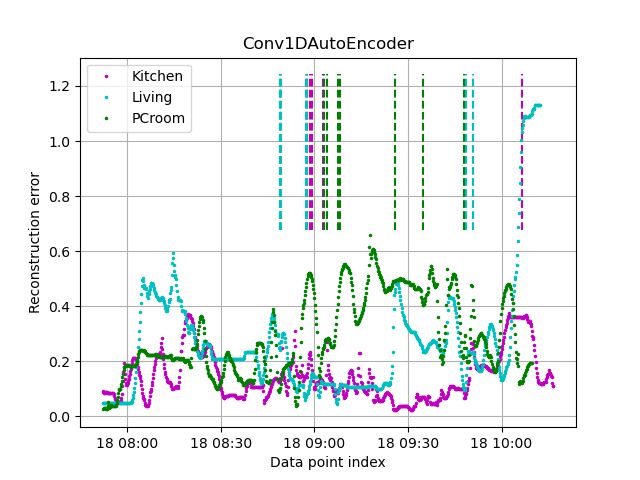 Conv1DAutoEncoder
Kitchen
Living
PCroom
Reconstruction error
1.2
1.0
0.8
0.6
0.4
0.2
0.0
18 08:00 18 08:30 18 09:00 18 09:30 18 10:00
Data point index